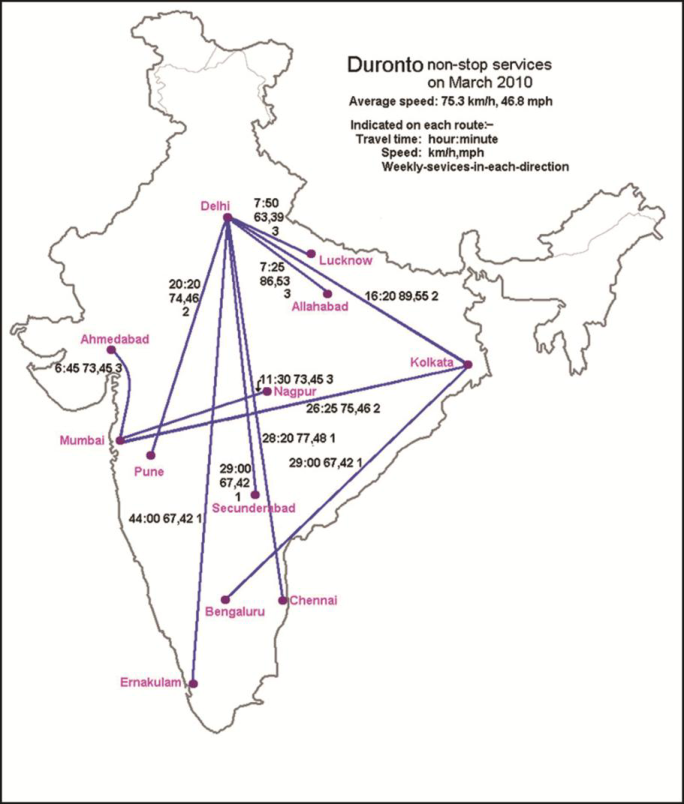 Duronto non-stop services
on March 2010
Average speed: 75.3 km/h, 46.8 mph
Indicated on each route:–
Travel time: hour:minute
Speed: km/h,mph
Weekly-sevices-in-each-direction
Delhi
7:50
63,39
3
Lucknow
7:25
86,53
3
Allahabad
20:20
74,46
2
16:20 89,55 2
Ahmedabad
6:45 73,45 3
Kolkata
11:30 73,45 3
Nagpur
26:25 75,46 2
Mumbai
28:20 77,48 1
Pune
29:00
67,42
1
29:00 67,42 1
Secunderabad
44:00 67,42 1
Bengaluru
Chennai
Ernakulam